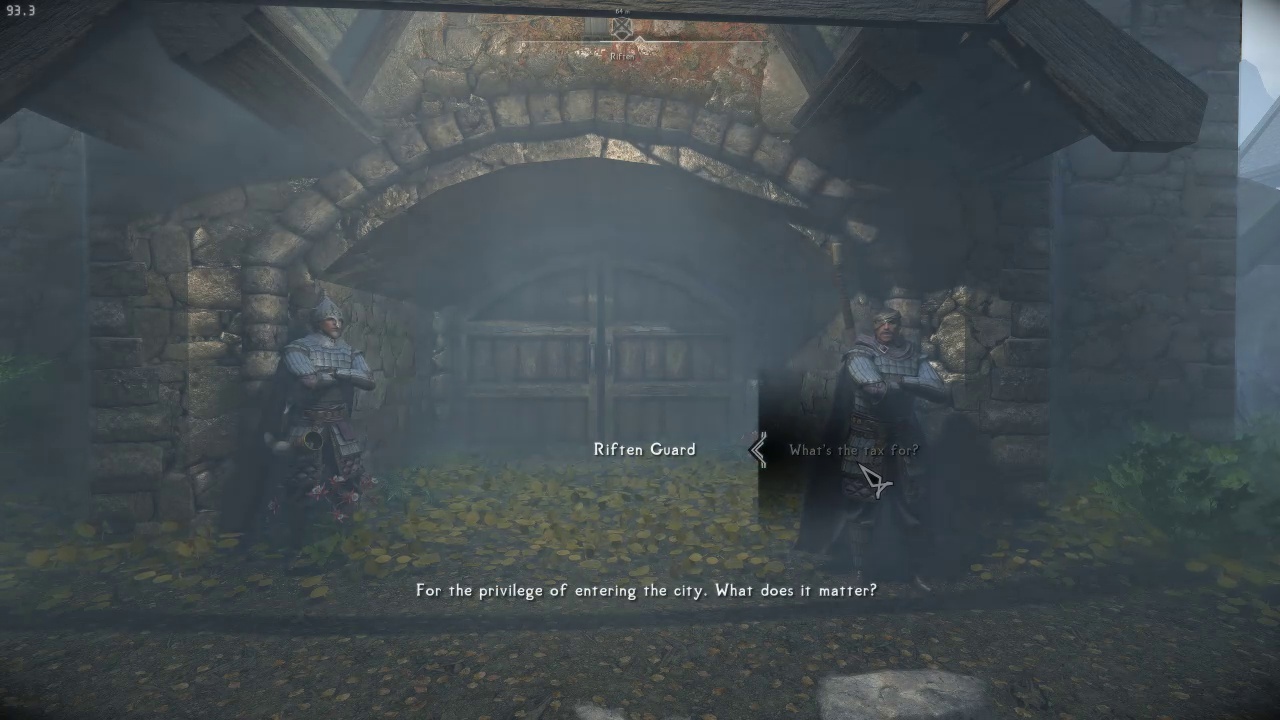 93.3
64 m
Riften
Riften Guard
What's the tax for?
For the privilege of entering the city. What does it matter?